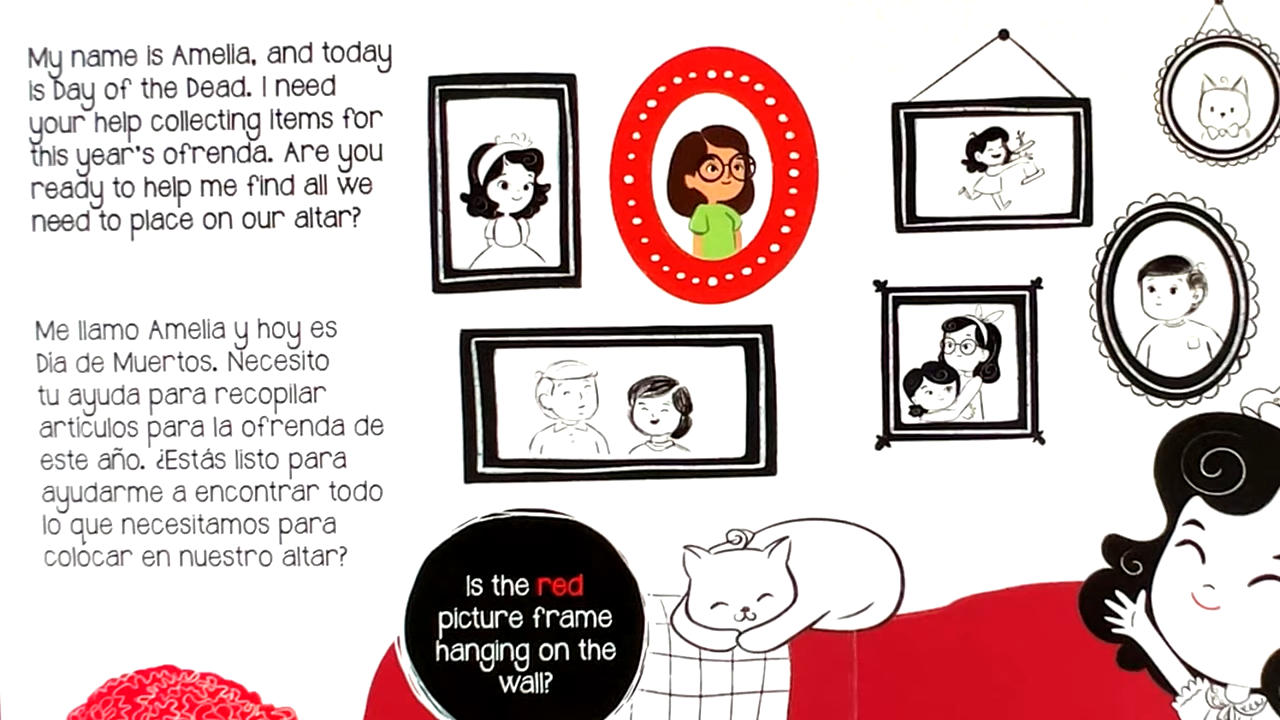 My name is Amelia, and today
is Day of the Dead. I need
your help collecting items for
this year's ofrenda. Are you
ready to help me find all we
need to place on our altar?
Me llamo Amelia y hoy es
Día de Muertos. Necesito
tu ayuda para recopilar
artículos para la ofrenda de
este año. ¿Estás listo para
ayudarme a encontrar todo
lo que necesitamos para
colocar en nuestro altar?
Is the red
picture frame
hanging on the
wall?